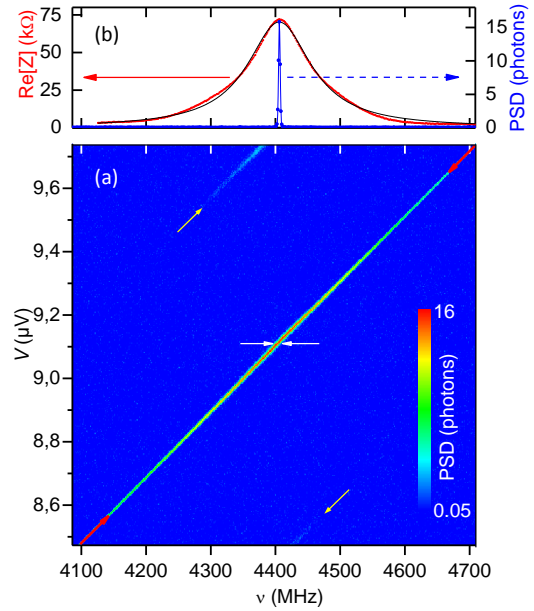 (b)
Re[Z] (kΩ)
75
50
25
0
15
10
5
0
PSD (photons)
(a)
V (µV)
9,6
9,4
9,2
9,0
8,8
8,6
16
PSD (photons)
0.05
4100 4200 4300 4400 4500 4600 4700
ν (MHz)